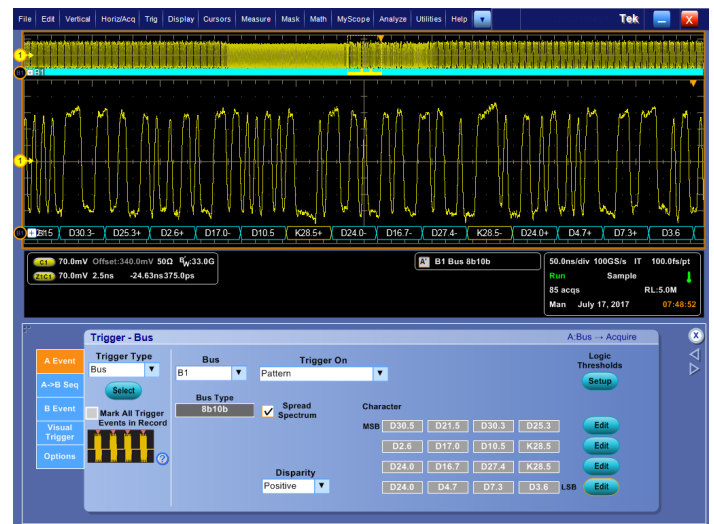 File Edit Vertical Horiz/Acq Trig Display Cursors Measure Mask Math MyScope Analyze Utilities Help Tek X
1
B1 B1
1
B1 D30.3- D25.3+ D2.6+ D17.0- D10.5 K28.5+ D24.0- D16.7- D27.4- K28.5- D24.0+ D4.7+ D7.3+ D3.6
C1 70.0mV Offset:340.0mV 50Ω BW:33.0G
Z1C1 70.0mV 2.5ns -24.63ns375.0ps
A' B1 Bus 8b10b
50.0ns/div 100GS/s IT 100.0fs/pt
Run Sample
85 acqs RL:5.0M
Man July 17, 2017 07:48:52
Trigger - Bus A:Bus → Acquire X
A Event
A->B Seq
B Event
Visual
Trigger
Options
Trigger Type
Bus
Select
Mark All Trigger
Events in Record
?
Bus
B1
Trigger On
Pattern
Bus Type
8b10b
Spread
Spectrum
Disparity
Positive
Character
MSB D30.5 D21.5 D30.3 D25.3
D2.6 D17.0 D10.5 K28.5
D24.0 D16.7 D27.4 K28.5
D24.0 D4.7 D7.3 D3.6 LSB
Logic
Thresholds
Setup
Edit
Edit
Edit
Edit